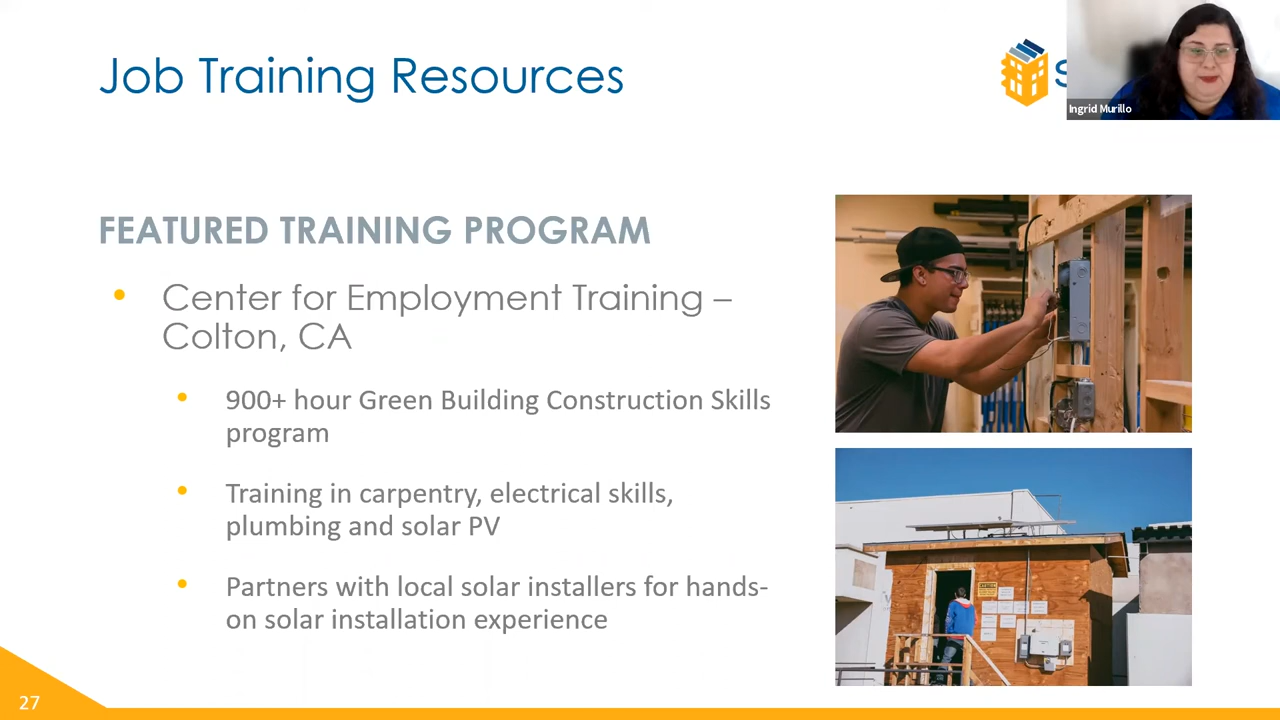 Job Training Resources
Ingrid Murillo
FEATURED TRAINING PROGRAM
• Center for Employment Training –
Colton, CA
• 900+ hour Green Building Construction Skills
program
• Training in carpentry, electrical skills,
plumbing and solar PV
• Partners with local solar installers for hands-
on solar installation experience
27